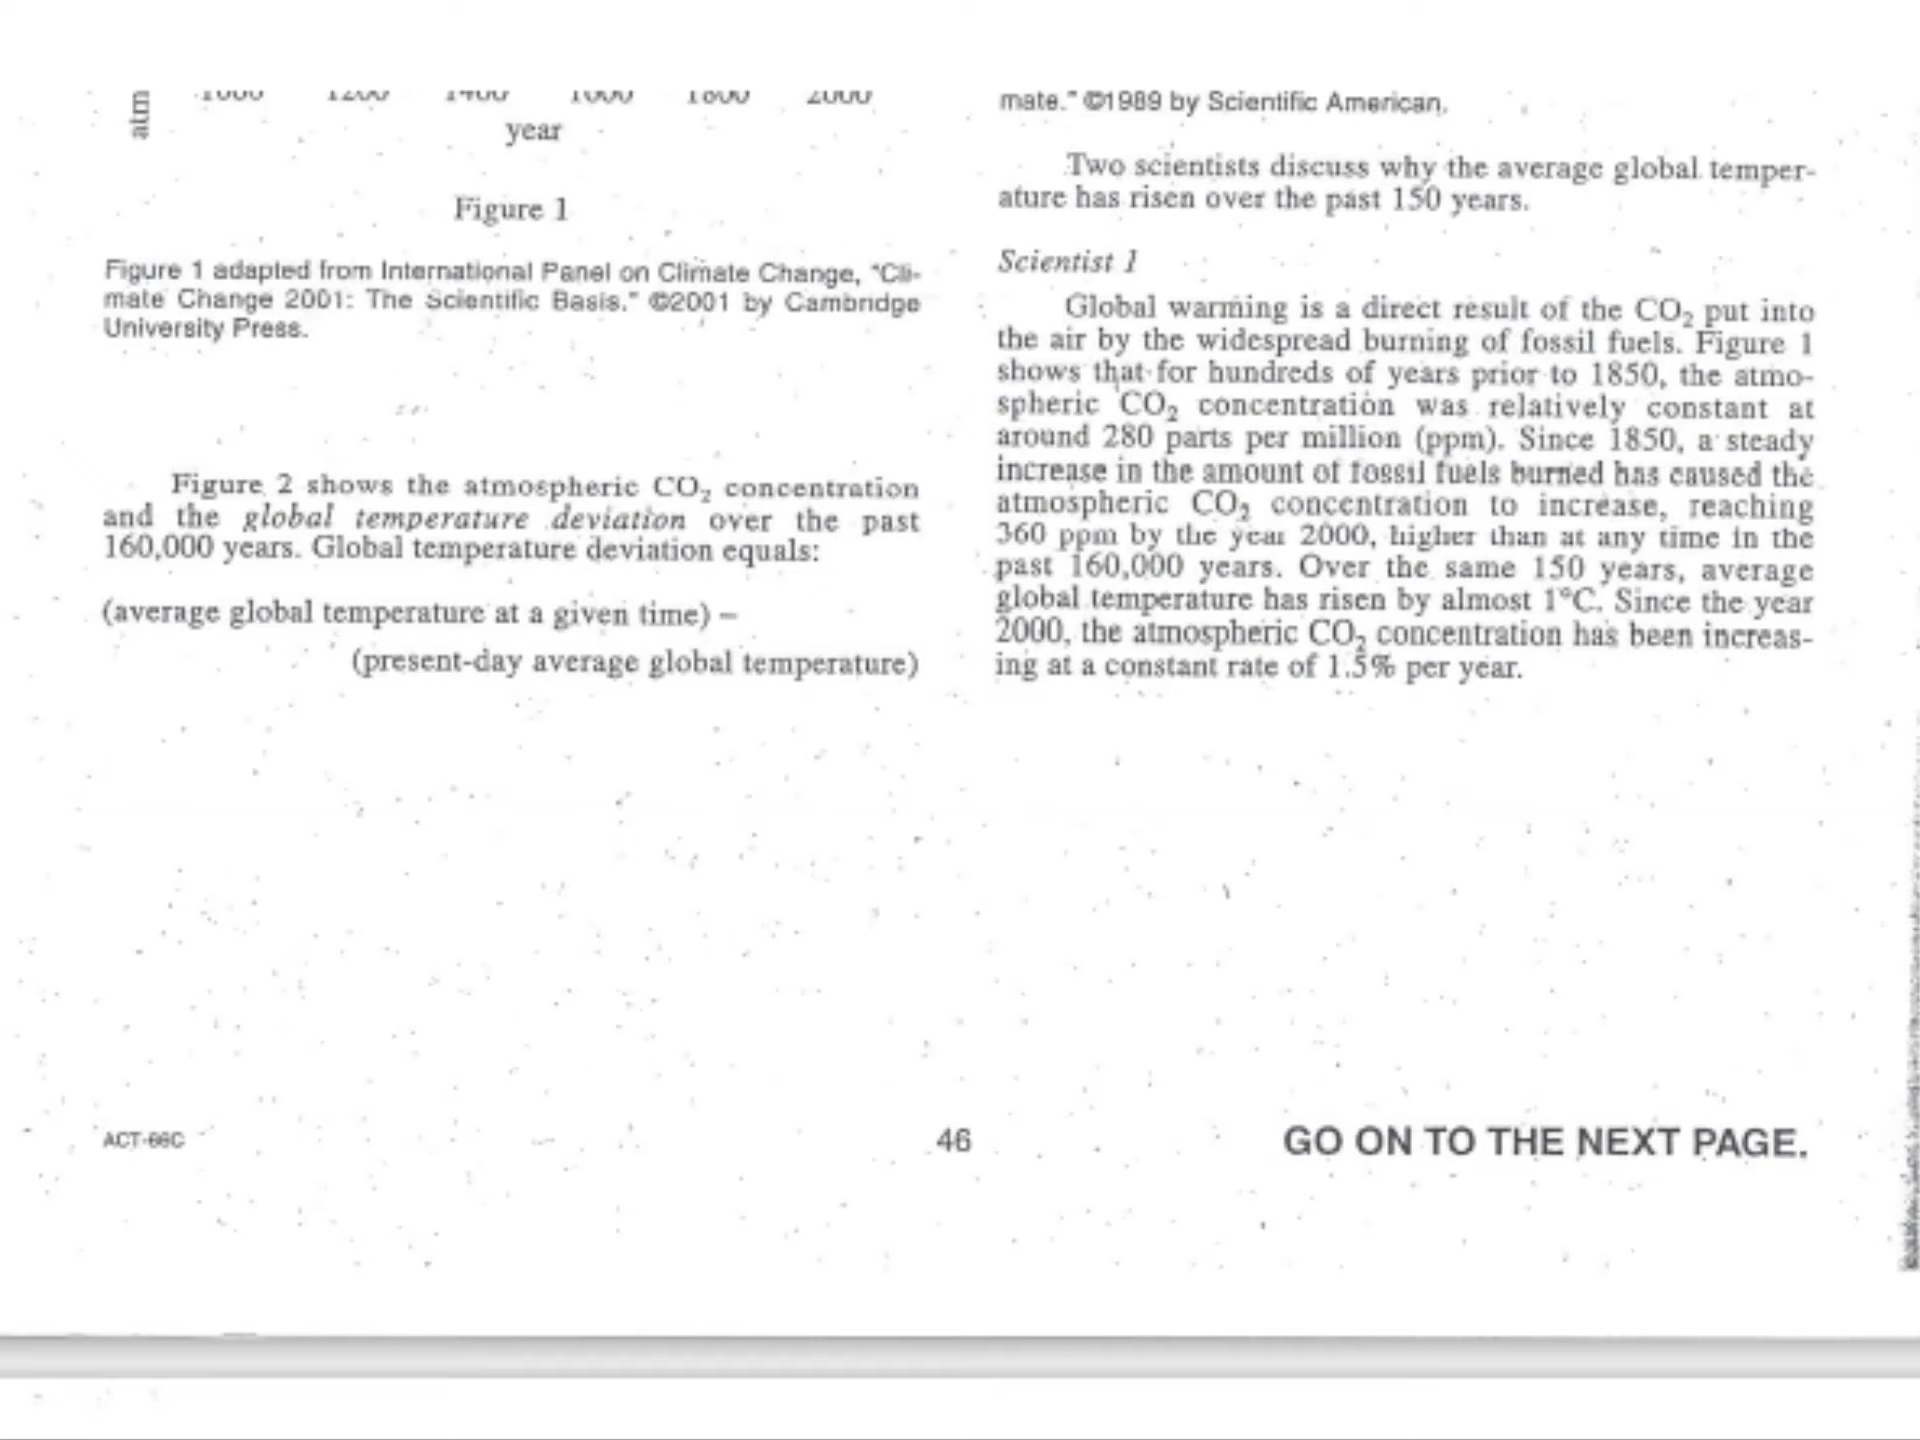 atm
1000 1200 1400 1600 1800 2000
year
Figure 1
Figure 1 adapted from International Panel on Climate Change, "Cli-
mate Change 2001: The Scientific Basis." ©2001 by Cambridge
University Press.
Figure 2 shows the atmospheric CO₂ concentration
and the global temperature deviation over the past
160,000 years. Global temperature deviation equals:
(average global temperature at a given time) –
(present-day average global temperature)
mate." ©1989 by Scientific American.
Two scientists discuss why the average global temper-
ature has risen over the past 150 years.
Scientist 1
Global warming is a direct result of the CO₂ put into
the air by the widespread burning of fossil fuels. Figure 1
shows that for hundreds of years prior to 1850, the atmo-
spheric CO₂ concentration was relatively constant at
around 280 parts per million (ppm). Since 1850, a steady
increase in the amount of fossil fuels burned has caused the
atmospheric CO₂ concentration to increase, reaching
360 ppm by the year 2000, higher than at any time in the
past 160,000 years. Over the same 150 years, average
global temperature has risen by almost 1°C. Since the year
2000, the atmospheric CO₂ concentration has been increas-
ing at a constant rate of 1.5% per year.
ACT-66C
46
GO ON TO THE NEXT PAGE.